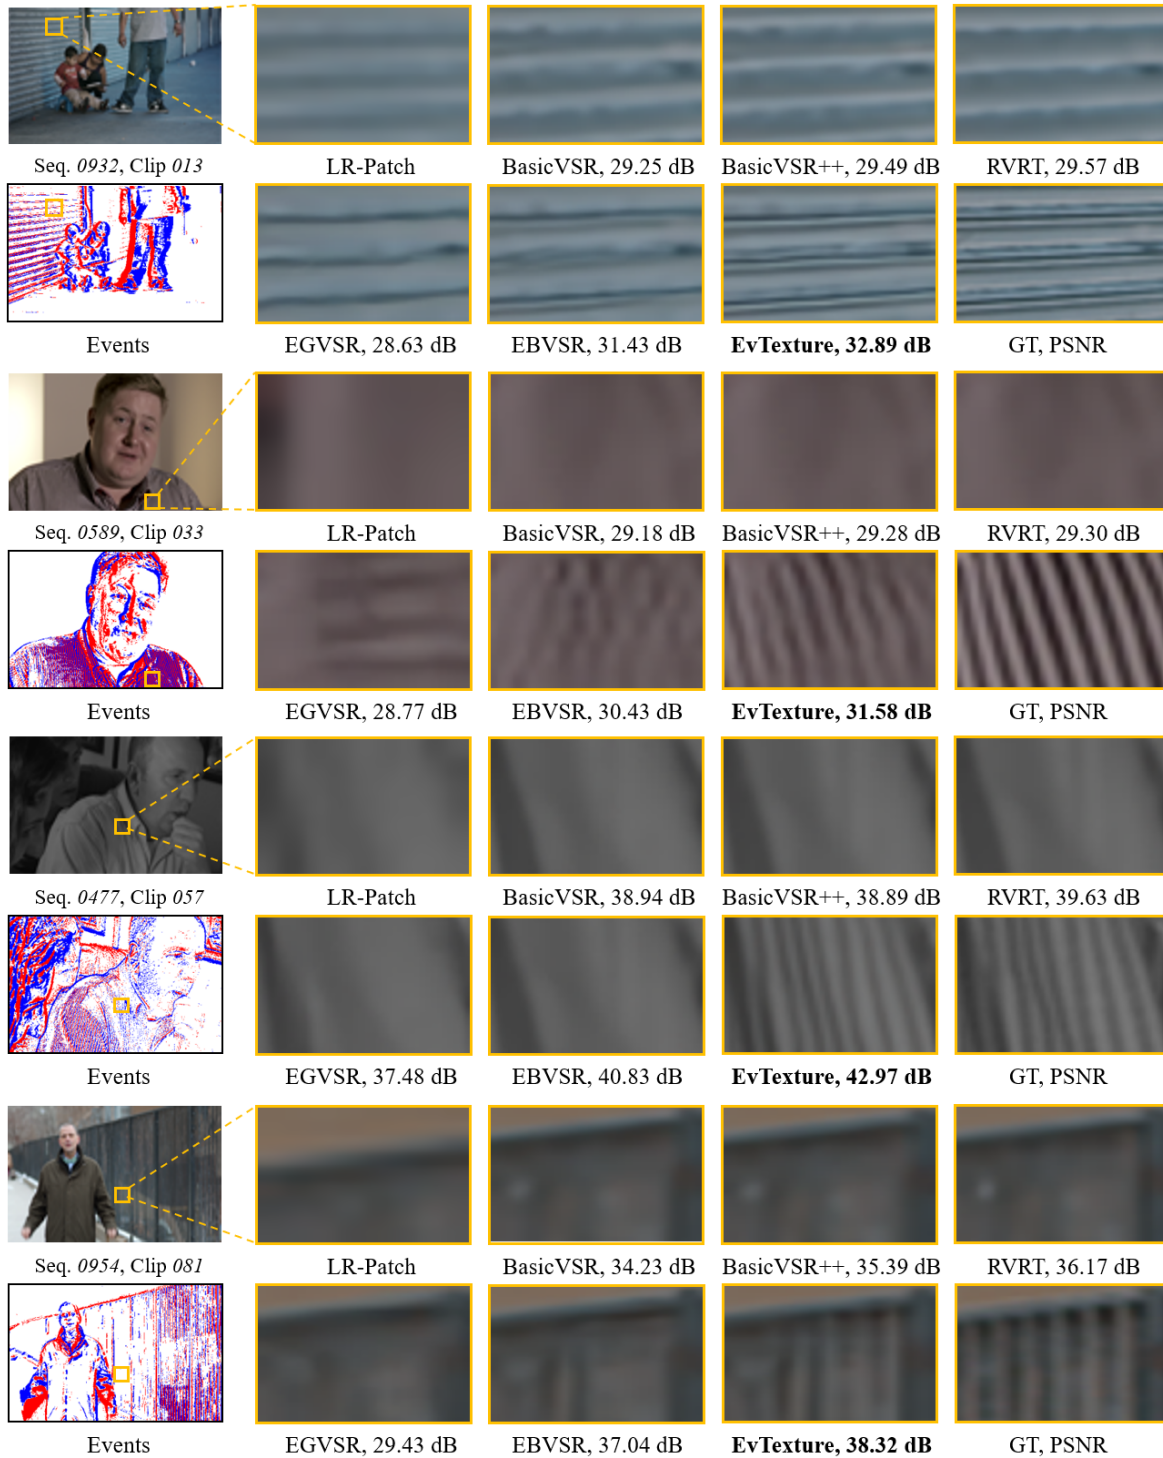 Seq. 0932, Clip 013 LR-Patch BasicVSR, 29.25 dB BasicVSR++, 29.49 dB RVRT, 29.57 dB
Events EGVSR, 28.63 dB EBVSR, 31.43 dB EvTexture, 32.89 dB GT, PSNR
Seq. 0589, Clip 033 LR-Patch BasicVSR, 29.18 dB BasicVSR++, 29.28 dB RVRT, 29.30 dB
Events EGVSR, 28.77 dB EBVSR, 30.43 dB EvTexture, 31.58 dB GT, PSNR
Seq. 0477, Clip 057 LR-Patch BasicVSR, 38.94 dB BasicVSR++, 38.89 dB RVRT, 39.63 dB
Events EGVSR, 37.48 dB EBVSR, 40.83 dB EvTexture, 42.97 dB GT, PSNR
Seq. 0954, Clip 081 LR-Patch BasicVSR, 34.23 dB BasicVSR++, 35.39 dB RVRT, 36.17 dB
Events EGVSR, 29.43 dB EBVSR, 37.04 dB EvTexture, 38.32 dB GT, PSNR